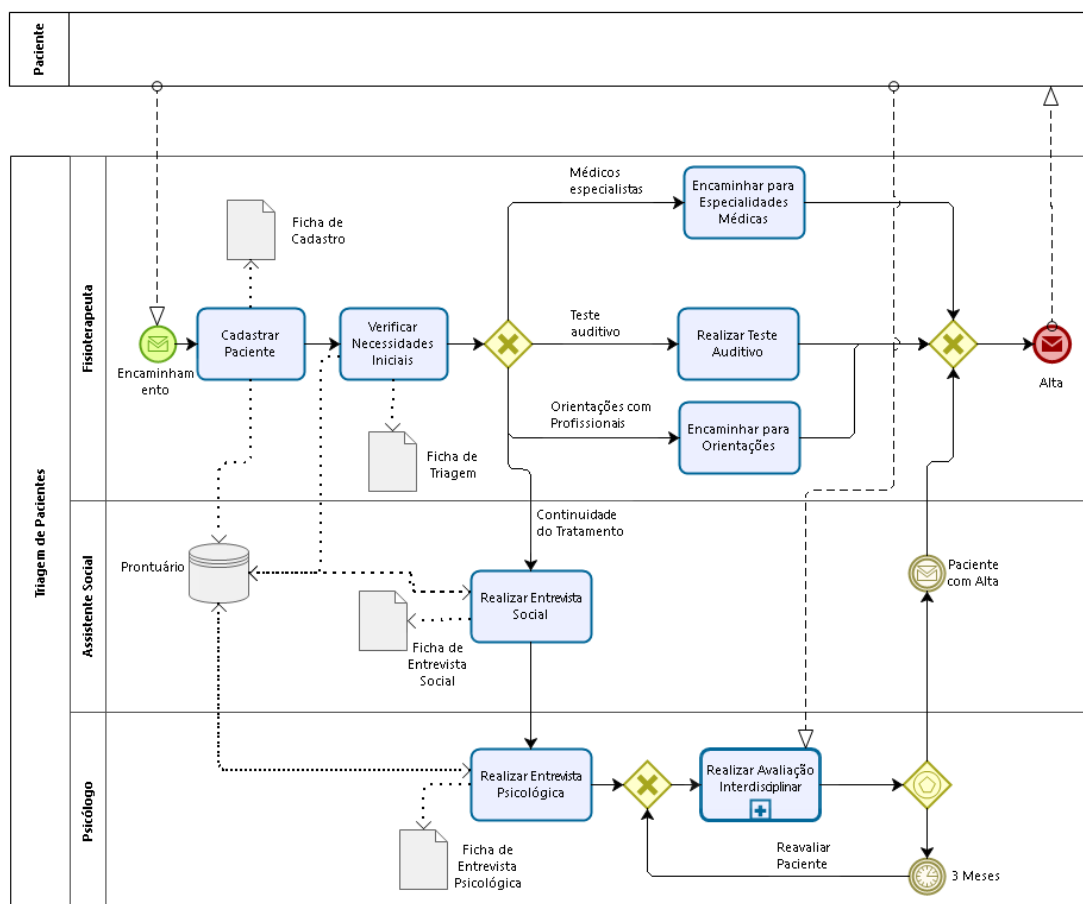 Paciente
Triagem de Pacientes
Fisioterapeuta
Médicos
especialistas
Encaminhar para
Especialidades
Médicas
Ficha de
Cadastro
Encaminham
ento
Cadastrar
Paciente
Verificar
Necessidades
Iniciais
Teste
auditivo
Realizar Teste
Auditivo
Alta
Orientações com
Profissionais
Encaminhar para
Orientações
Ficha de
Triagem
Assistente Social
Continuidade
do Tratamento
Prontuário
Realizar Entrevista
Social
Paciente
com Alta
Ficha de
Entrevista
Social
Psicólogo
Realizar Entrevista
Psicológica
Realizar Avaliação
Interdisciplinar
Reavaliar
Paciente
3 Meses
Ficha de
Entrevista
Psicológica